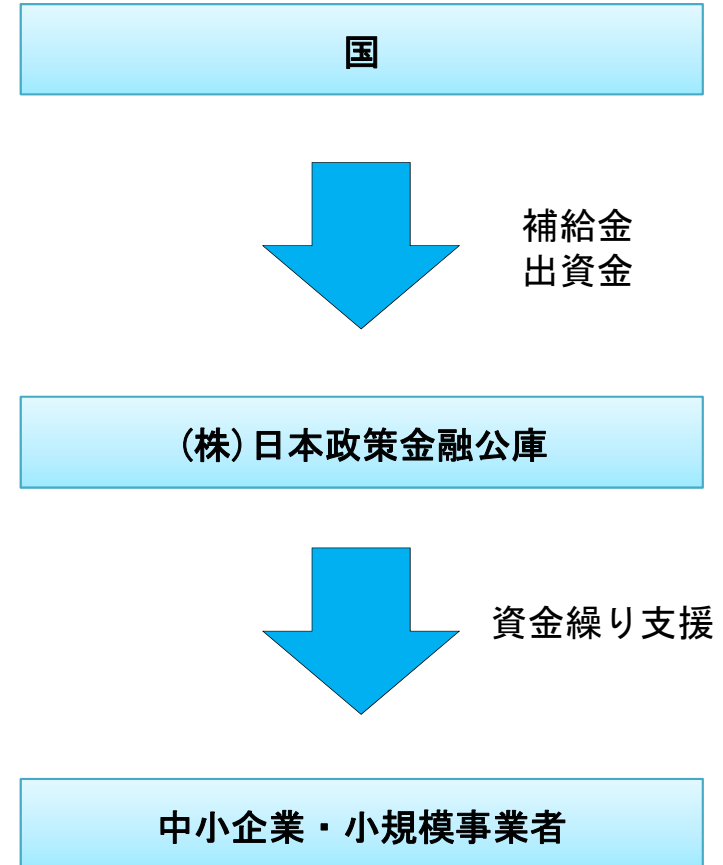 国
補給金
出資金
(株)日本政策金融公庫
資金繰り支援
中小企業・小規模事業者